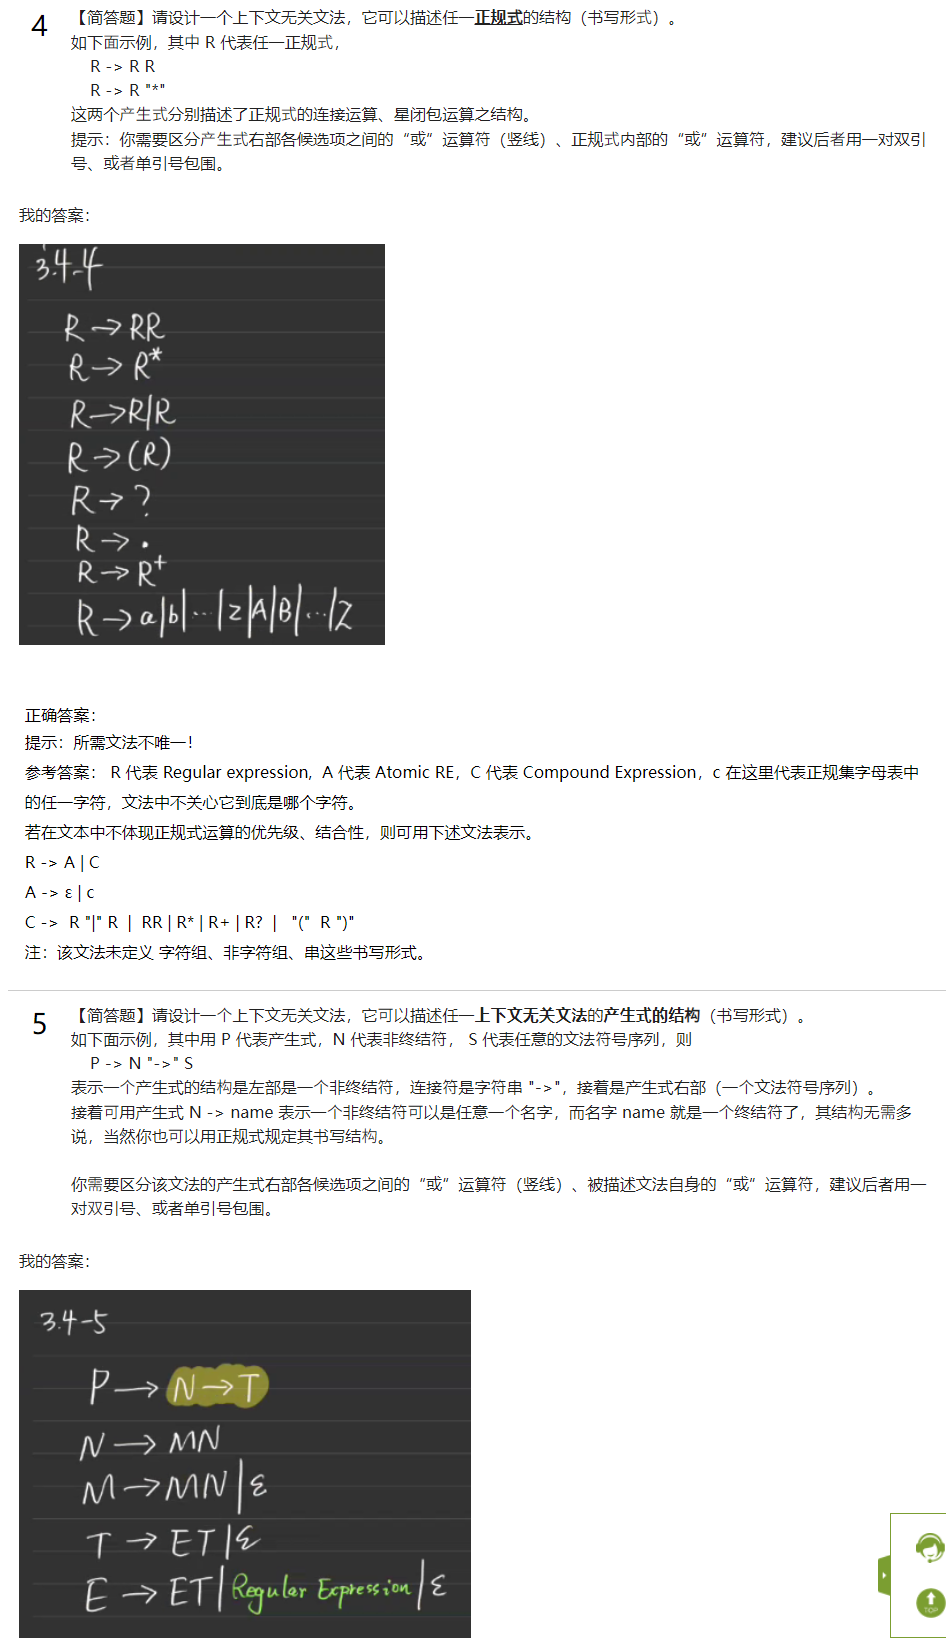 4
【简答题】请设计一个上下文无关文法，它可以描述任一正规式的结构（书写形式）。
如下面示例，其中 R 代表任一正规式，
R -> R R
R -> R "*"
这两个产生式分别描述了正规式的连接运算、星闭包运算之结构。
提示：你需要区分产生式右部各候选项之间的“或”运算符（竖线）、正规式内部的“或”运算符，建议后者用一对双引
号、或者单引号包围。
我的答案：
3.4-4
R → RR
R → R*
R → R|R
R → (R)
R → ?
R → .
R → R+
R → a|b|…|z|A|B|…|Z
正确答案：
提示：所需文法不唯一！
参考答案： R 代表 Regular expression，A 代表 Atomic RE，C 代表 Compound Expression，c 在这里代表正规集字母表中
的任一字符，文法中不关心它到底是哪个字符。
若在文本中不体现正规式运算的优先级、结合性，则可用下述文法表示。
R -> A | C
A -> ε | c
C -> R "|" R | RR | R* | R+ | R? | "(" R ")"
注：该文法未定义 字符组、非字符组、串这些书写形式。
5
【简答题】请设计一个上下文无关文法，它可以描述任一上下文无关文法的产生式的结构（书写形式）。
如下面示例，其中用 P 代表产生式，N 代表非终结符， S 代表任意的文法符号序列，则
P -> N "->" S
表示一个产生式的结构是左部是一个非终结符，连接符是字符串 "->"，接着是产生式右部（一个文法符号序列）。
接着可用产生式 N -> name 表示一个非终结符可以是任意一个名字，而名字 name 就是一个终结符了，其结构无需多
说，当然你也可以用正规式规定其书写结构。
你需要区分该文法的产生式右部各候选项之间的“或”运算符（竖线）、被描述文法自身的“或”运算符，建议后者用一
对双引号、或者单引号包围。
我的答案：
3.4-5
P → N → T
N → MN
M → MN|ε
T → ET|ε
E → ET|Regular Expression|ε
TOP